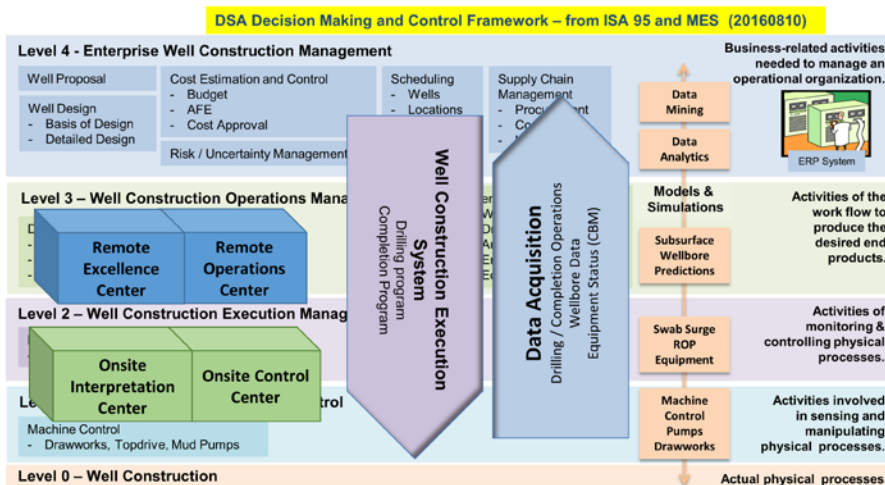 DSA Decision Making and Control Framework – from ISA 95 and MES (20160810)
Level 4 - Enterprise Well Construction Management
Well Proposal
Well Design
- Basis of Design
- Detailed Design
Cost Estimation and Control
- Budget
- AFE
- Cost Approval
Risk / Uncertainty Management
Scheduling
- Wells
- Locations
Supply Chain
Management
Data
Mining
Data
Analytics
Business-related activities
needed to manage an
operational organization.
ERP System
Level 3 – Well Construction Operations
Remote
Excellence
Center
Remote
Operations
Center
Models &
Simulations
Subsurface
Wellbore
Predictions
Activities of the
work flow to
produce the
desired end
products.
Level 2 – Well Construction Execution
Onsite
Interpretation
Center
Onsite Control
Center
Swab Surge
ROP
Equipment
Activities of
monitoring &
controlling physical
processes.
Machine Control
- Drawworks, Topdrive, Mud Pumps
Machine
Control
Pumps
Drawworks
Activities involved
in sensing and
manipulating
physical processes.
Level 0 – Well Construction
Actual physical processes
Well Construction Execution
System
Drilling program
Completion Program
Data Acquisition
Drilling / Completion Operations
Wellbore Data
Equipment Status (CBM)